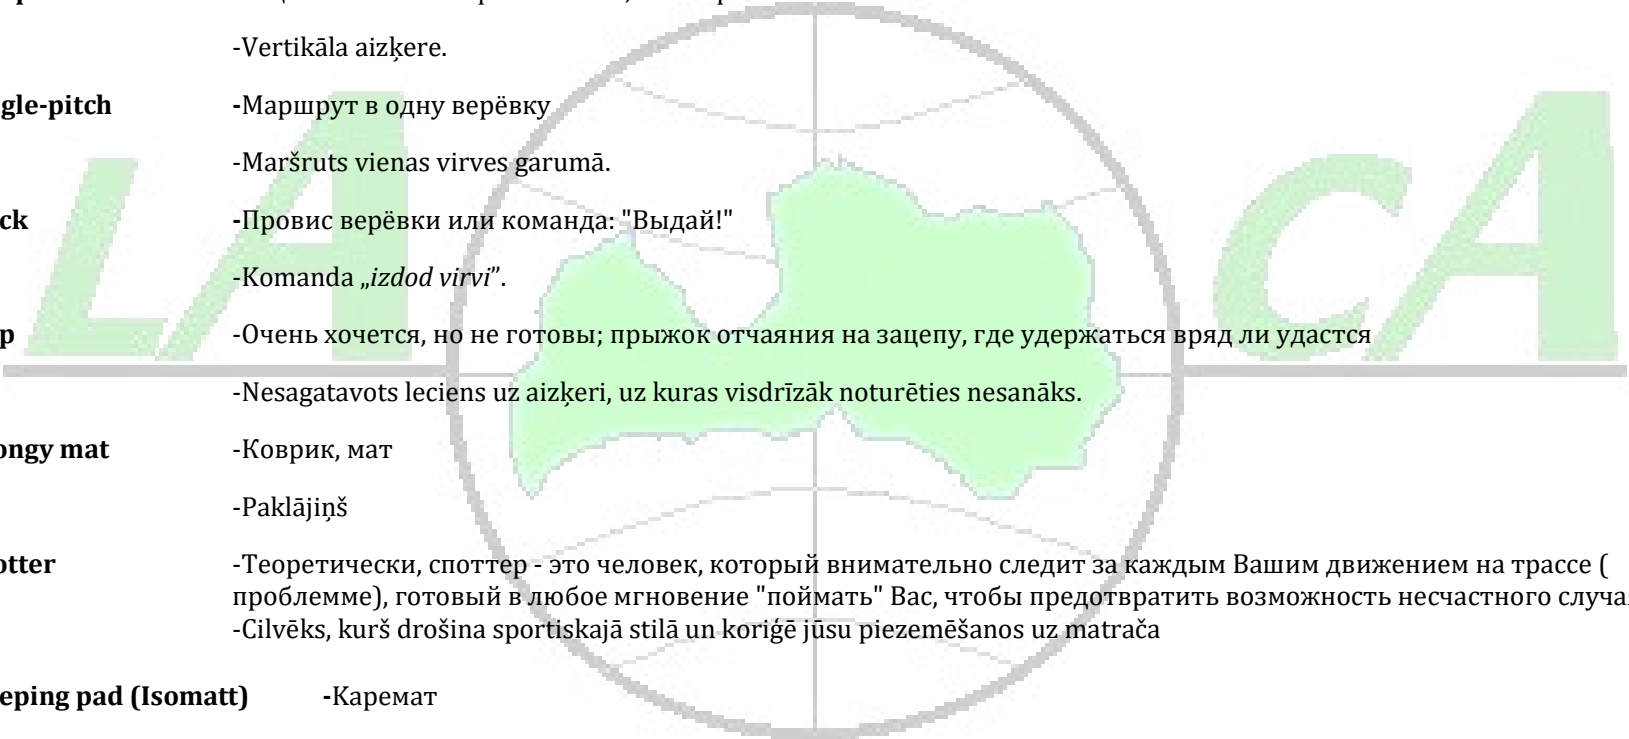 -Vertikāla aizķere.
gle-pitch -Маршрут в одну верёвку
-Maršruts vienas virves garumā.
ck -Провис верёвки или команда: "Выдай!"
-Komanda „izdod virvi”.
p -Очень хочется, но не готовы; прыжок отчаяния на зацепу, где удержаться вряд ли удастся
-Nesagatavots leciens uz aizķeri, uz kuras visdrīzāk noturēties nesanāks.
ongy mat -Коврик, мат
-Paklājiņš
otter -Теоретически, споттер - это человек, который внимательно следит за каждым Вашим движением на трассе (
проблемме), готовый в любое мгновение "поймать" Вас, чтобы предотвратить возможность несчастного случа
-Cilvēks, kurš drošina sportiskajā stilā un koriģē jūsu piezemēšanos uz matrača
eping pad (Isomatt) -Каремат
LA CA